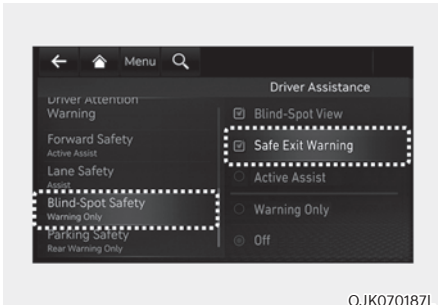 Menu
Driver Assistance
Driver Attention
Warning
Forward Safety
Active Assist
Lane Safety
Assist
Blind-Spot Safety
Warning Only
Parking Safety
Rear Warning Only
Blind-Spot View
Safe Exit Warning
Active Assist
Warning Only
Off
OJK070187L